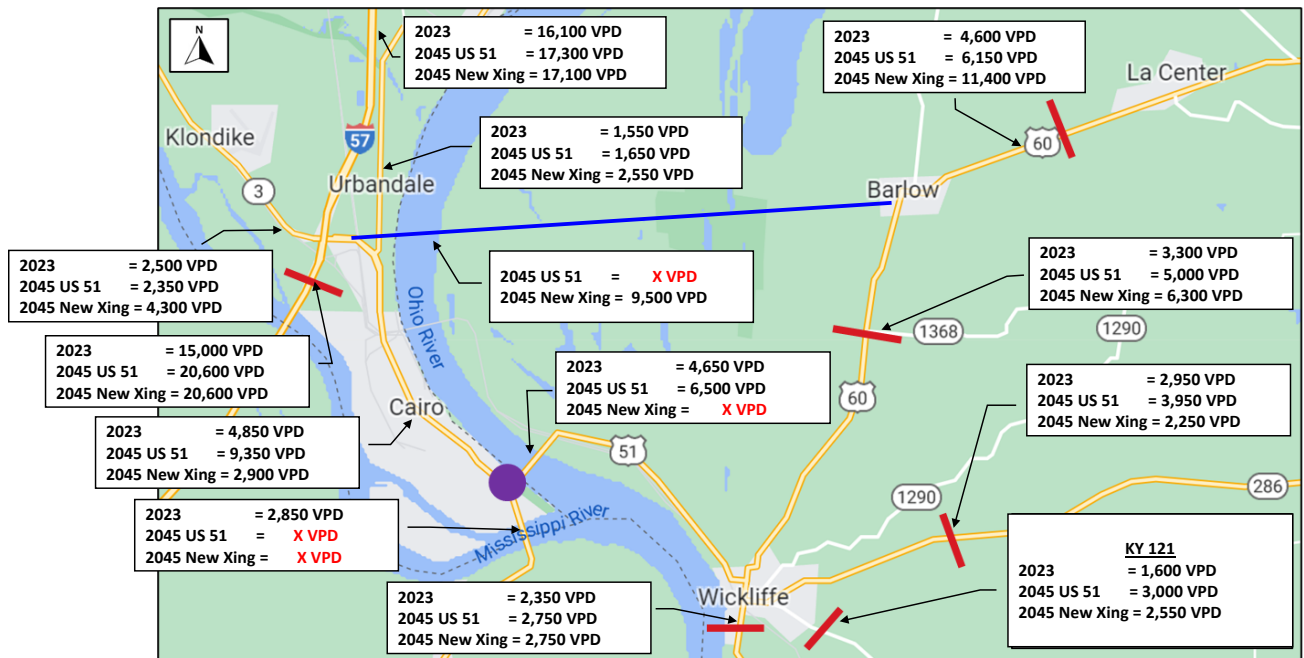 N
2023 = 16,100 VPD
2045 US 51 = 17,300 VPD
2045 New Xing = 17,100 VPD
2023 = 4,600 VPD
2045 US 51 = 6,150 VPD
2045 New Xing = 11,400 VPD
La Center
Klondike
57
60
2023 = 1,550 VPD
2045 US 51 = 1,650 VPD
2045 New Xing = 2,550 VPD
Urbandale
3
Barlow
2023 = 2,500 VPD
2045 US 51 = 2,350 VPD
2045 New Xing = 4,300 VPD
2045 US 51 = X VPD
2045 New Xing = 9,500 VPD
2023 = 3,300 VPD
2045 US 51 = 5,000 VPD
2045 New Xing = 6,300 VPD
Ohio River
1368
1290
2023 = 15,000 VPD
2045 US 51 = 20,600 VPD
2045 New Xing = 20,600 VPD
2023 = 4,650 VPD
2045 US 51 = 6,500 VPD
2045 New Xing = X VPD
2023 = 2,950 VPD
2045 US 51 = 3,950 VPD
2045 New Xing = 2,250 VPD
Cairo
60
2023 = 4,850 VPD
2045 US 51 = 9,350 VPD
2045 New Xing = 2,900 VPD
51
286
1290
2023 = 2,850 VPD
2045 US 51 = X VPD
2045 New Xing = X VPD
Mississippi River
KY 121
2023 = 1,600 VPD
2045 US 51 = 3,000 VPD
2045 New Xing = 2,550 VPD
Wickliffe
2023 = 2,350 VPD
2045 US 51 = 2,750 VPD
2045 New Xing = 2,750 VPD